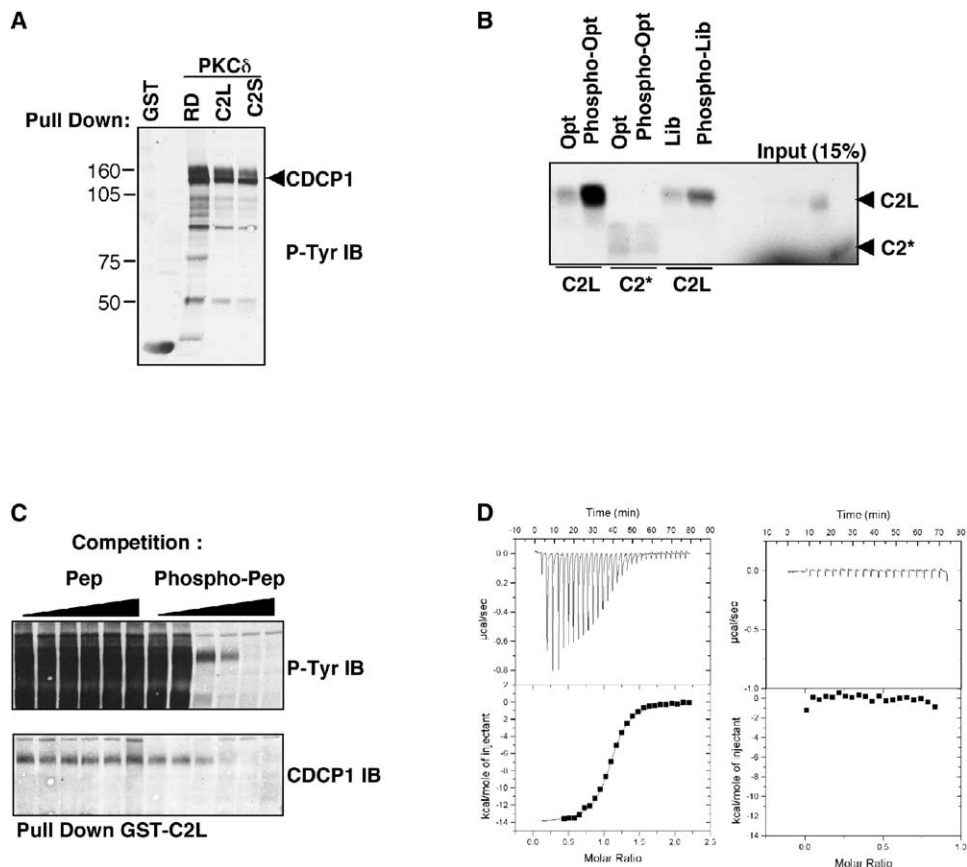 A
PKCδ
GST
RD
C2L
C2S
Pull Down:
160
105
75
50
CDCP1
P-Tyr IB
B
Opt
Phospho-Opt
Opt
Phospho-Opt
Lib
Phospho-Lib
Input (15%)
C2L
C2*
C2L C2* C2L
C
Competition :
Pep Phospho-Pep
P-Tyr IB
CDCP1 IB
Pull Down GST-C2L
D
Time (min)
-10 0 10 20 30 40 50 60 70 80 90
0.0
-0.2
-0.4
-0.6
-0.8
µcal/sec
2
0
-2
-4
-6
-8
-10
-12
-14
kcal/mole of injectant
0.0 0.5 1.0 1.5 2.0 2.5
Molar Ratio
Time (min)
10 0 10 20 30 40 50 60 70 80
0.0
-0.5
-1.0
µcal/sec
0
-2
-4
-6
-8
-10
-12
-14
kcal/mole of injectant
0.0 0.5 1.0
Molar Ratio